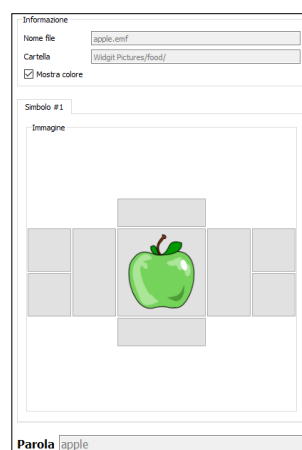 Informazione
Nome file apple.emf
Cartella Widgit Pictures/food/
Mostra colore
Simbolo #1
Immagine
Parola apple